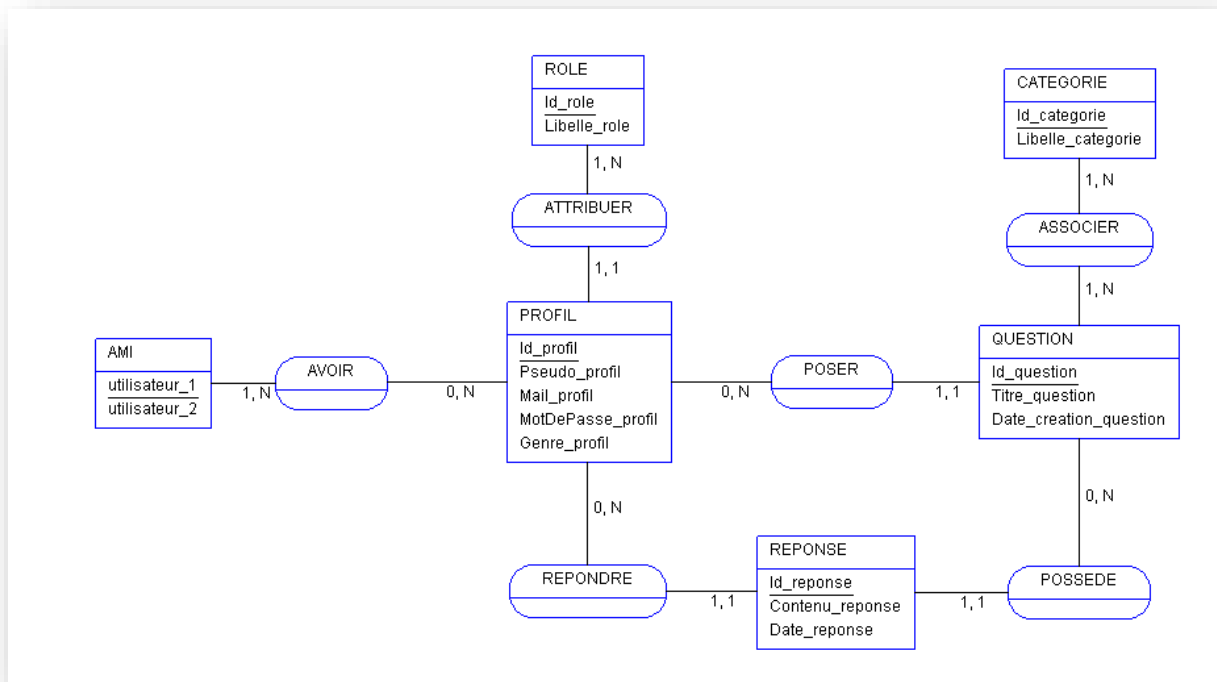 ROLE
Id_role
Libelle_role
1, N
ATTRIBUER
1, 1
CATEGORIE
Id_categorie
Libelle_categorie
1, N
ASSOCIER
1, N
AMI
utilisateur_1
utilisateur_2
1, N
AVOIR
0, N
PROFIL
Id_profil
Pseudo_profil
Mail_profil
MotDePasse_profil
Genre_profil
0, N
POSER
1, 1
QUESTION
Id_question
Titre_question
Date_creation_question
0, N
0, N
REPONDRE
1, 1
REPONSE
Id_reponse
Contenu_reponse
Date_reponse
1, 1
POSSEDE